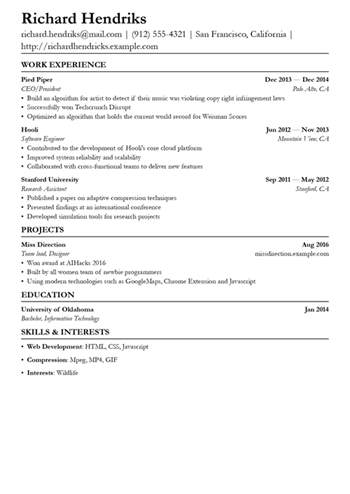 Richard Hendriks
richard.hendriks@mail.com | (912) 555-4321 | San Francisco, California |
http://richardhendricks.example.com
WORK EXPERIENCE
Pied Piper Dec 2013 — Dec 2014
CEO/President Palo Alto, CA
• Build an algorithm for artist to detect if their music was violating copy right infringement laws
• Successfully won Techcrunch Disrupt
• Optimized an algorithm that holds the current world record for Weisman Scores
Hooli Jun 2012 — Nov 2013
Software Engineer Mountain View, CA
• Contributed to the development of Hooli's core cloud platform
• Improved system reliability and scalability
• Collaborated with cross-functional teams to deliver new features
Stanford University Sep 2011 — May 2012
Research Assistant Stanford, CA
• Published a paper on adaptive compression techniques
• Presented findings at an international conference
• Developed simulation tools for research projects
PROJECTS
Miss Direction Aug 2016
Team lead, Designer missdirection.example.com
• Won award at AIHacks 2016
• Built by all women team of newbie programmers
• Using modern technologies such as GoogleMaps, Chrome Extension and Javascript
EDUCATION
University of Oklahoma Jan 2014
Bachelor, Information Technology
SKILLS & INTERESTS
• Web Development: HTML, CSS, Javascript
• Compression: Mpeg, MP4, GIF
• Interests: Wildlife